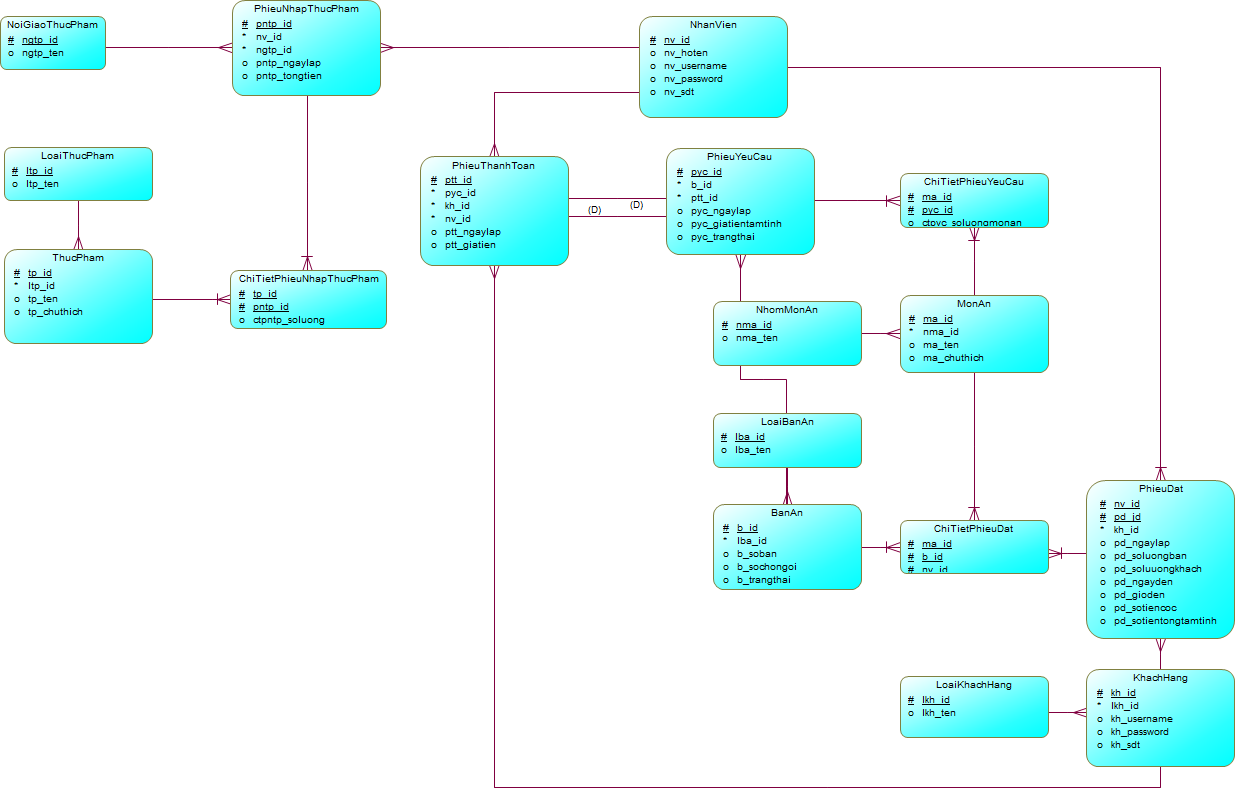 NoiGiaoThucPham
# ngtp_id
o ngtp_ten
PhieuNhapThucPham
# pntp_id
* nv_id
* ngtp_id
o pntp_ngaylap
o pntp_tongtien
NhanVien
# nv_id
o nv_hoten
o nv_username
o nv_password
o nv_sdt
LoaiThucPham
# ltp_id
o ltp_ten
PhieuThanhToan
# ptt_id
* pyc_id
* kh_id
* nv_id
o ptt_ngaylap
o ptt_giatien
(D)
(D)
PhieuYeuCau
# pyc_id
* b_id
* ptt_id
o pyc_ngaylap
o pyc_giatientamtinh
o pyc_trangthai
ChiTietPhieuYeuCau
# ma_id
# pyc_id
o ctpyc_soluongmonan
ThucPham
# tp_id
* ltp_id
o tp_ten
o tp_chuthich
ChiTietPhieuNhapThucPham
# tp_id
# pntp_id
o ctpntp_soluong
NhomMonAn
# nma_id
o nma_ten
MonAn
# ma_id
* nma_id
o ma_ten
o ma_chuthich
LoaiBanAn
# lba_id
o lba_ten
BanAn
# b_id
* lba_id
o b_soban
o b_sochongoi
o b_trangthai
ChiTietPhieuDat
# ma_id
# b_id
# nv_id
PhieuDat
# nv_id
# pd_id
* kh_id
o pd_ngaylap
o pd_soluongban
o pd_soluuongkhach
o pd_ngayden
o pd_gioden
o pd_sotiencoc
o pd_sotientongtamtinh
LoaiKhachHang
# lkh_id
o lkh_ten
KhachHang
# kh_id
* lkh_id
o kh_username
o kh_password
o kh_sdt